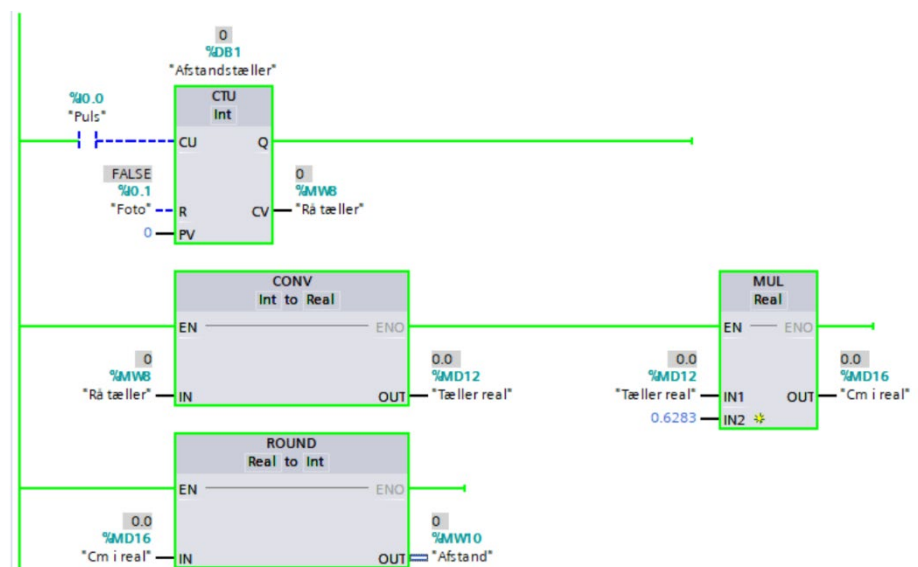 0
%DB1
"Afstandstæller"
%I0.0
"Puls"
CTU
Int
CU Q
FALSE
%I0.1
"Foto" R
0
%MW8
CV "Rå tæller"
0 PV
CONV
Int to Real
EN ENO
0
%MW8
"Rå tæller" IN
0.0
%MD12
OUT "Tæller real"
MUL
Real
EN ENO
0.0
%MD12
"Tæller real" IN1
0.6283 IN2
0.0
%MD16
OUT "Cm i real"
ROUND
Real to Int
EN ENO
0.0
%MD16
"Cm i real" IN
0
%MW10
OUT "Afstand"